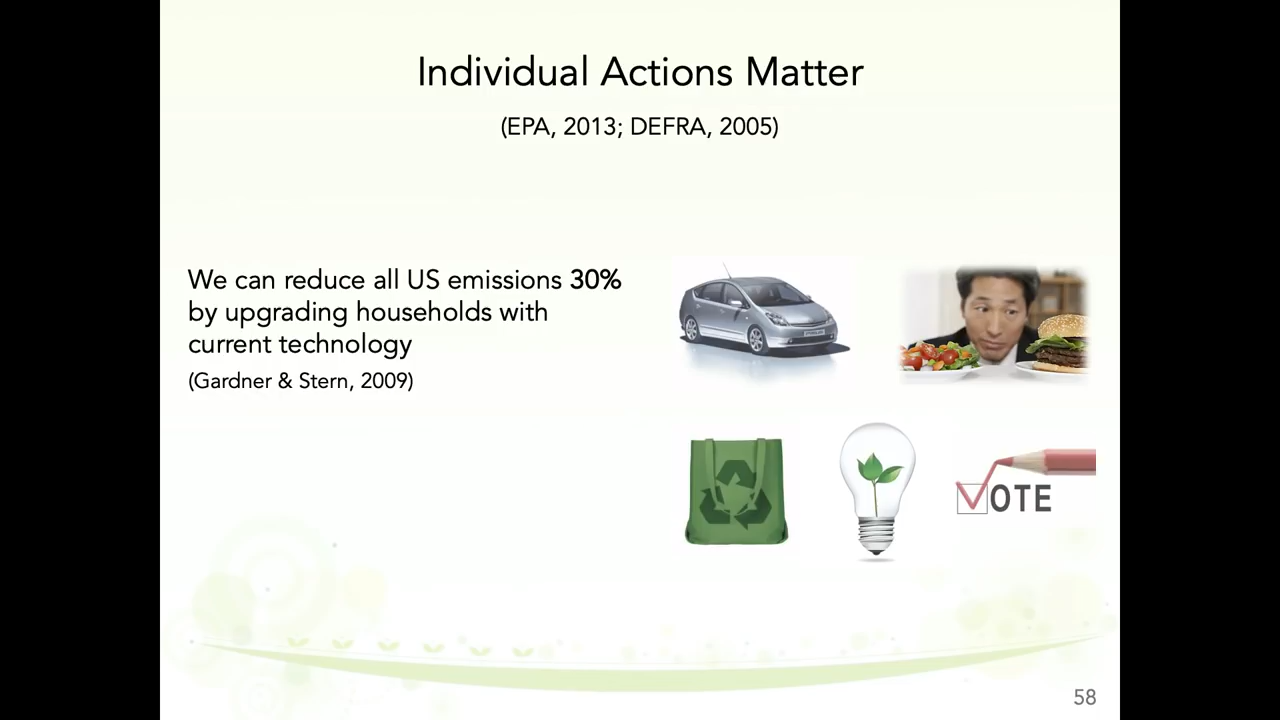 Individual Actions Matter
(EPA, 2013; DEFRA, 2005)
We can reduce all US emissions 30%
by upgrading households with
current technology
(Gardner & Stern, 2009)
VOTE
58